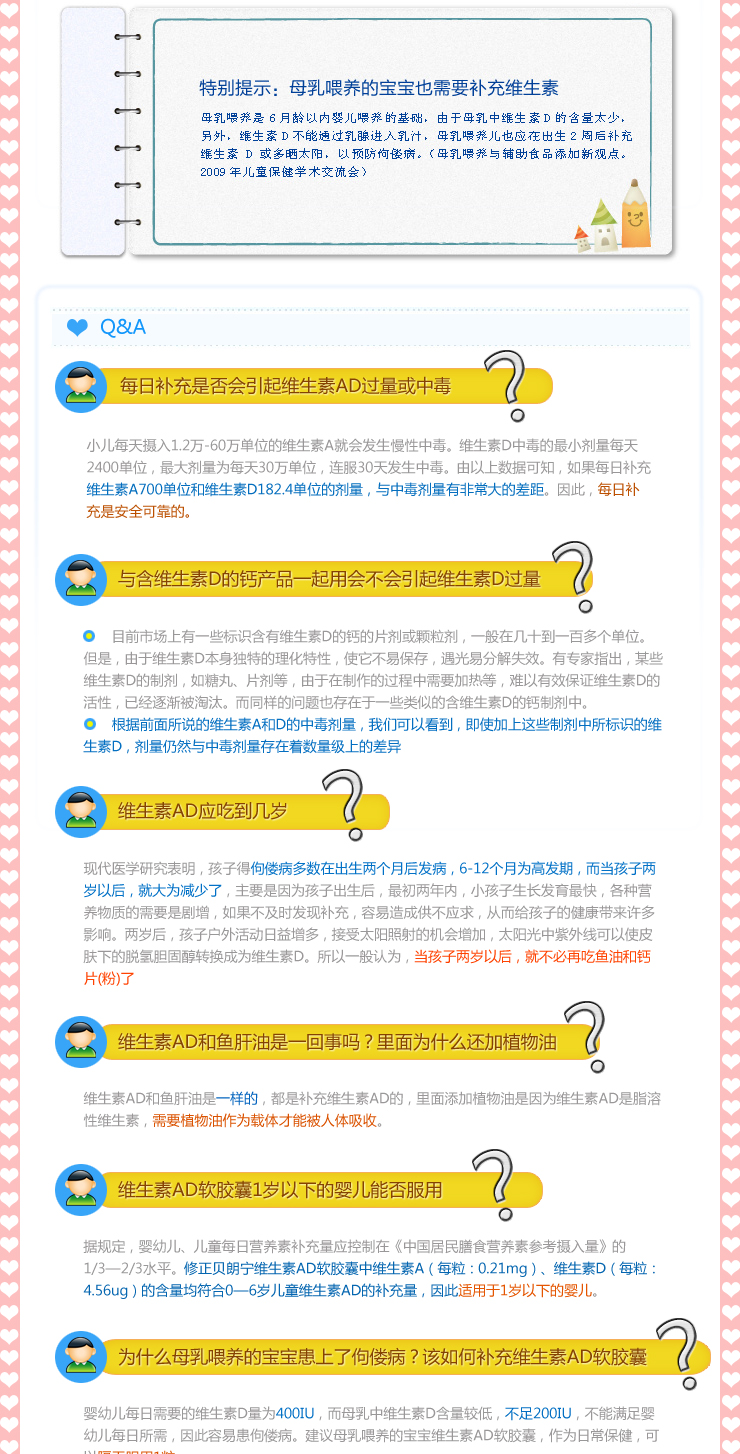 特别提示：母乳喂养的宝宝也需要补充维生素
母乳喂养是 6 月龄以内婴儿喂养的基础，由于母乳中维生素 D 的含量太少，
另外，维生素 D 不能通过乳腺进入乳汁，母乳喂养儿也应在出生 2 周后补充
维生素 D 或多晒太阳，以预防佝偻病。（母乳喂养与辅助食品添加新观点。
2009 年儿童保健学术交流会）
Q&A
每日补充是否会引起维生素AD过量或中毒
小儿每天摄入1.2万-60万单位的维生素A就会发生慢性中毒。维生素D中毒的最小剂量每天
2400单位，最大剂量为每天30万单位，连服30天发生中毒。由以上数据可知，如果每日补充
维生素A700单位和维生素D182.4单位的剂量，与中毒剂量有非常大的差距。因此，每日补
充是安全可靠的。
与含维生素D的钙产品一起用会不会引起维生素D过量
目前市场上有一些标识含有维生素D的钙的片剂或颗粒剂，一般在几十到一百多个单位。
但是，由于维生素D本身独特的理化特性，使它不易保存，遇光易分解失效。有专家指出，某些
维生素D的制剂，如糖丸、片剂等，由于在制作的过程中需要加热等，难以有效保证维生素D的
活性，已经逐渐被淘汰。而同样的问题也存在于一些类似的含维生素D的钙制剂中。
根据前面所说的维生素A和D的中毒剂量，我们可以看到，即使加上这些制剂中所标识的维
生素D，剂量仍然与中毒剂量存在着数量级上的差异
维生素AD应吃到几岁
现代医学研究表明，孩子得佝偻病多数在出生两个月后发病，6-12个月为高发期，而当孩子两
岁以后，就大为减少了，主要是因为孩子出生后，最初两年内，小孩子生长发育最快，各种营
养物质的需要是剧增，如果不及时发现补充，容易造成供不应求，从而给孩子的健康带来许多
影响。两岁后，孩子户外活动日益增多，接受太阳照射的机会增加，太阳光中紫外线可以使皮
肤下的脱氢胆固醇转换成为维生素D。所以一般认为，当孩子两岁以后，就不必再吃鱼油和钙
片(粉)了
维生素AD和鱼肝油是一回事吗？里面为什么还加植物油
维生素AD和鱼肝油是一样的，都是补充维生素AD的，里面添加植物油是因为维生素AD是脂溶
性维生素，需要植物油作为载体才能被人体吸收。
维生素AD软胶囊1岁以下的婴儿能否服用
据规定，婴幼儿、儿童每日营养素补充量应控制在《中国居民膳食营养素参考摄入量》的
1/3—2/3水平。修正贝朗宁维生素AD软胶囊中维生素A（每粒：0.21mg）、维生素D（每粒：
4.56ug）的含量均符合0—6岁儿童维生素AD的补充量，因此适用于1岁以下的婴儿。
为什么母乳喂养的宝宝患上了佝偻病？该如何补充维生素AD软胶囊
婴幼儿每日需要的维生素D量为400IU，而母乳中维生素D含量较低，不足200IU，不能满足婴
幼儿每日所需，因此容易患佝偻病。建议母乳喂养的宝宝维生素AD软胶囊，作为日常保健，可